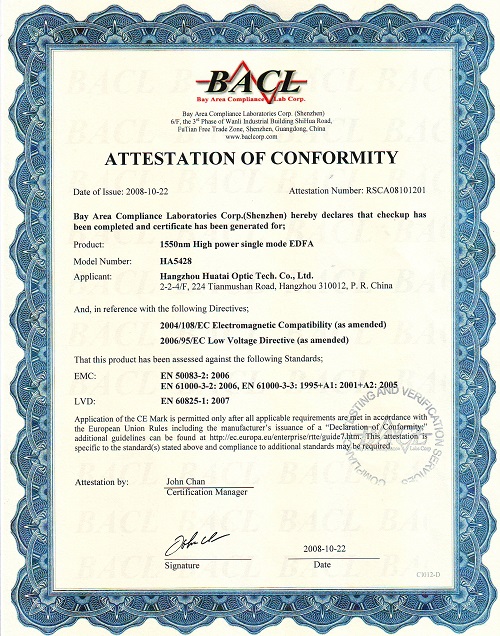 BACL
Bay Area Compliance Lab Corp.
Bay Area Compliance Laboratories Corp. (Shenzhen)
6/F, the 3rd Phase of Wanli Industrial Building ShiHua Road,
FuTian Free Trade Zone, Shenzhen, Guangdong, China
www.baclcorp.com
ATTESTATION OF CONFORMITY
Date of Issue: 2008-10-22 Attestation Number: RSCA08101201
Bay Area Compliance Laboratories Corp.(Shenzhen) hereby declares that checkup has
been completed and certificate has been generated for;
Product: 1550nm High power single mode EDFA
Model Number: HA5428
Applicant: Hangzhou Huatai Optic Tech. Co., Ltd.
2-2-4/F, 224 Tianmushan Road, Hangzhou 310012, P. R. China
And, in reference with the following Directives;
2004/108/EC Electromagnetic Compatibility (as amended)
2006/95/EC Low Voltage Directive (as amended)
That this product has been assessed against the following Standards;
EMC: EN 50083-2: 2006
EN 61000-3-2: 2006, EN 61000-3-3: 1995+A1: 2001+A2: 2005
LVD: EN 60825-1: 2007
Application of the CE Mark is permitted only after all applicable requirements are met in accordance with
the European Union Rules including the manufacturer's issuance of a "Declaration of Conformity;"
additional guidelines can be found at http://ec.europa.eu/enterprise/rtte/guide7.htm. This attestation is
specific to the standard(s) stated above and compliance to additional standards may be required.
Attestation by: John Chan
Certification Manager
2008-10-22
Signature Date
CI012-D